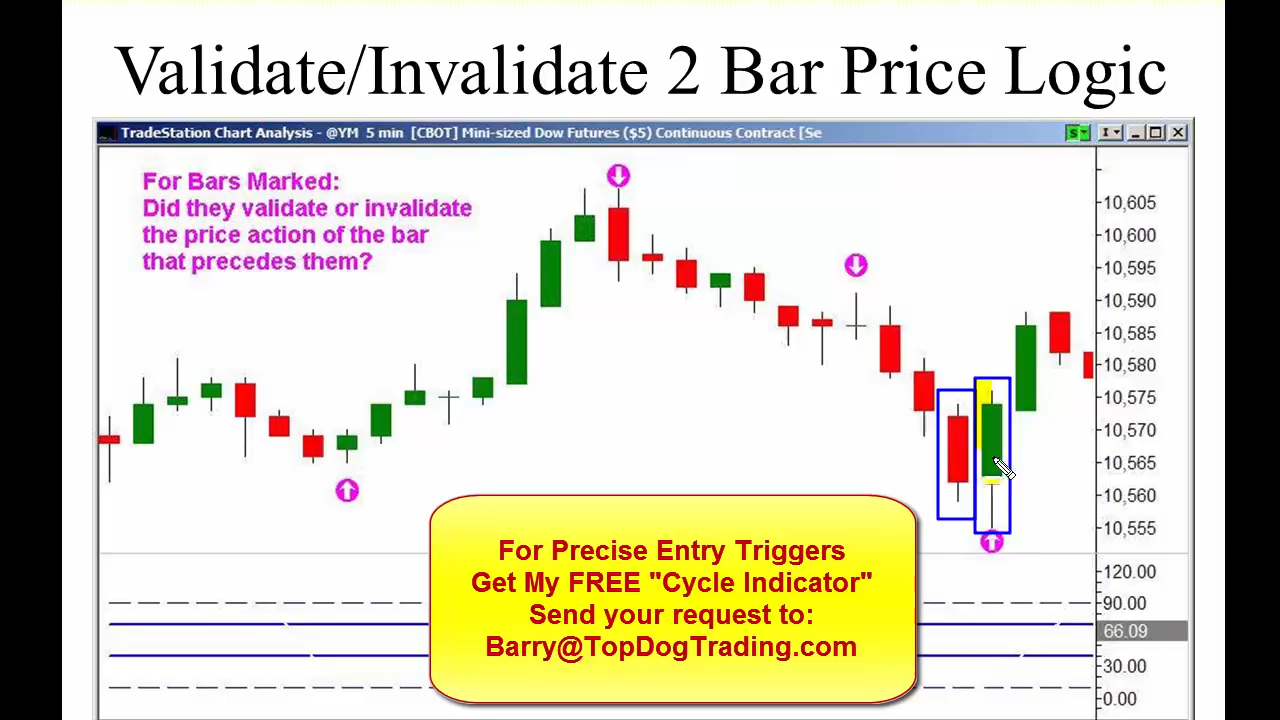 Validate/Invalidate 2 Bar Price Logic
TradeStation Chart Analysis - @YM 5 min [CBOT] Mini-sized Dow Futures ($5) Continuous Contract [Se
S
I
For Bars Marked:
Did they validate or invalidate
the price action of the bar
that precedes them?
10,605
10,600
10,595
10,590
10,585
10,580
10,575
10,570
10,565
10,560
10,555
120.00
90.00
66.09
30.00
0.00
For Precise Entry Triggers
Get My FREE "Cycle Indicator"
Send your request to:
Barry@TopDogTrading.com